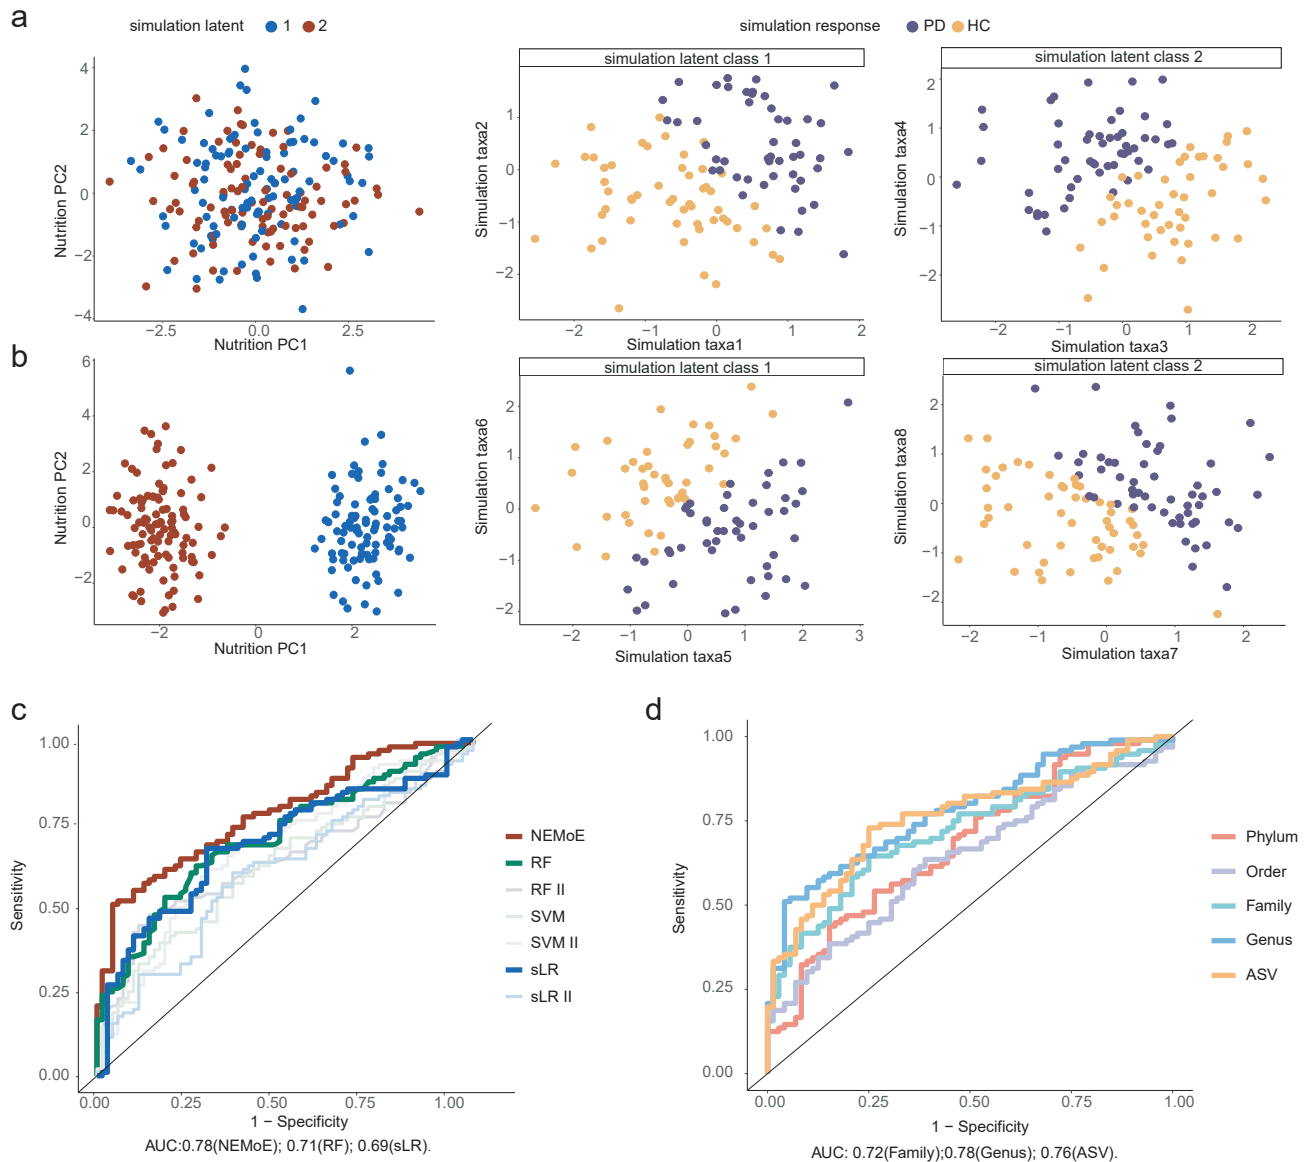 a
simulation latent 1 2
simulation response PD HC
simulation latent class 1
simulation latent class 2
4
2
0
−2
−4
Nutrition PC2
−2.5 0.0 2.5
Nutrition PC1
1
0
−1
−2
Simulation taxa2
−2 −1 0 1 2
Simulation taxa1
2
1
0
−1
−2
Simulation taxa4
−2 −1 0 1 2
Simulation taxa3
b
simulation latent class 1
simulation latent class 2
6
4
2
0
−2
Nutrition PC2
−2 0 2
Nutrition PC1
2
1
0
−1
−2
Simulation taxa6
−2 −1 0 1 2 3
Simulation taxa5
2
1
0
−1
−2
Simulation taxa8
−2 −1 0 1 2
Simulation taxa7
c
1.00
0.75
0.50
0.25
0.00
Sensitivity
0.00 0.25 0.50 0.75 1.00
1 − Specificity
AUC:0.78(NEMoE); 0.71(RF); 0.69(sLR).
NEMoE
RF
RF II
SVM
SVM II
sLR
sLR II
d
1.00
0.75
0.50
0.25
0.00
Sensitivity
0.00 0.25 0.50 0.75 1.00
1 − Specificity
AUC: 0.72(Family);0.78(Genus); 0.76(ASV).
Phylum
Order
Family
Genus
ASV